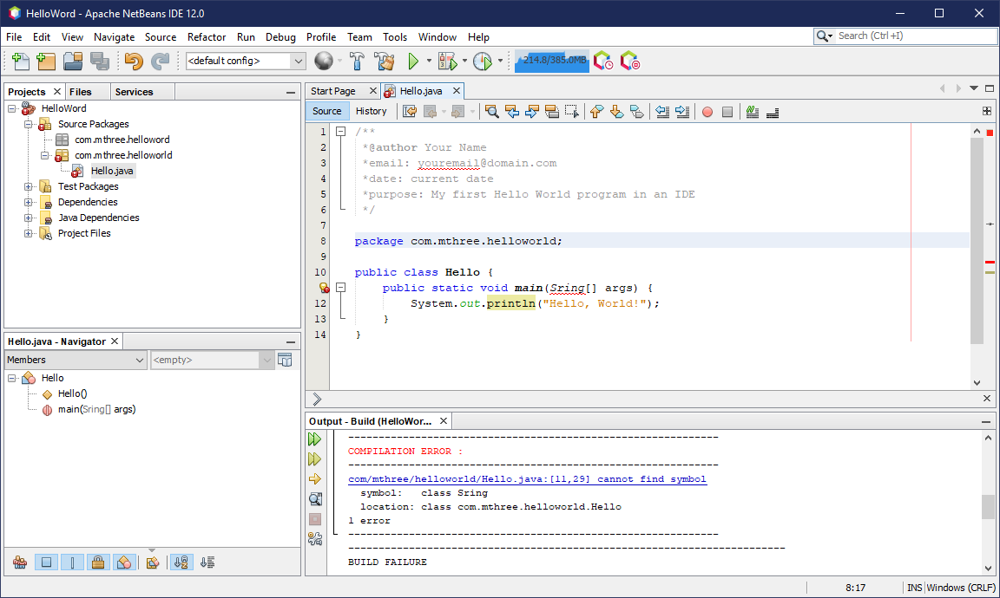 HelloWord - Apache NetBeans IDE 12.0
File Edit View Navigate Source Refactor Run Debug Profile Team Tools Window Help
Search (Ctrl+I)
<default config>
214.8/385.0MB
Projects Files Services
HelloWord
Source Packages
com.mthree.helloword
com.mthree.helloworld
Hello.java
Test Packages
Dependencies
Java Dependencies
Project Files
Hello.java - Navigator
Members <empty>
Hello
Hello()
main(Sring[] args)
Start Page Hello.java
Source History
1 /**
2 *@author Your Name
3 *email: youremail@domain.com
4 *date: current date
5 *purpose: My first Hello World program in an IDE
6 */
7
8 package com.mthree.helloworld;
9
10 public class Hello {
public static void main(Sring[] args) {
12 System.out.println("Hello, World!");
13 }
14 }
Output - Build (HelloWor...
------------------------------------------------------------
COMPILATION ERROR :
------------------------------------------------------------
com/mthree/helloworld/Hello.java:[11,29] cannot find symbol
symbol: class Sring
location: class com.mthree.helloworld.Hello
1 error
------------------------------------------------------------
------------------------------------------------------------------------
BUILD FAILURE
8:17 INS Windows (CRLF)